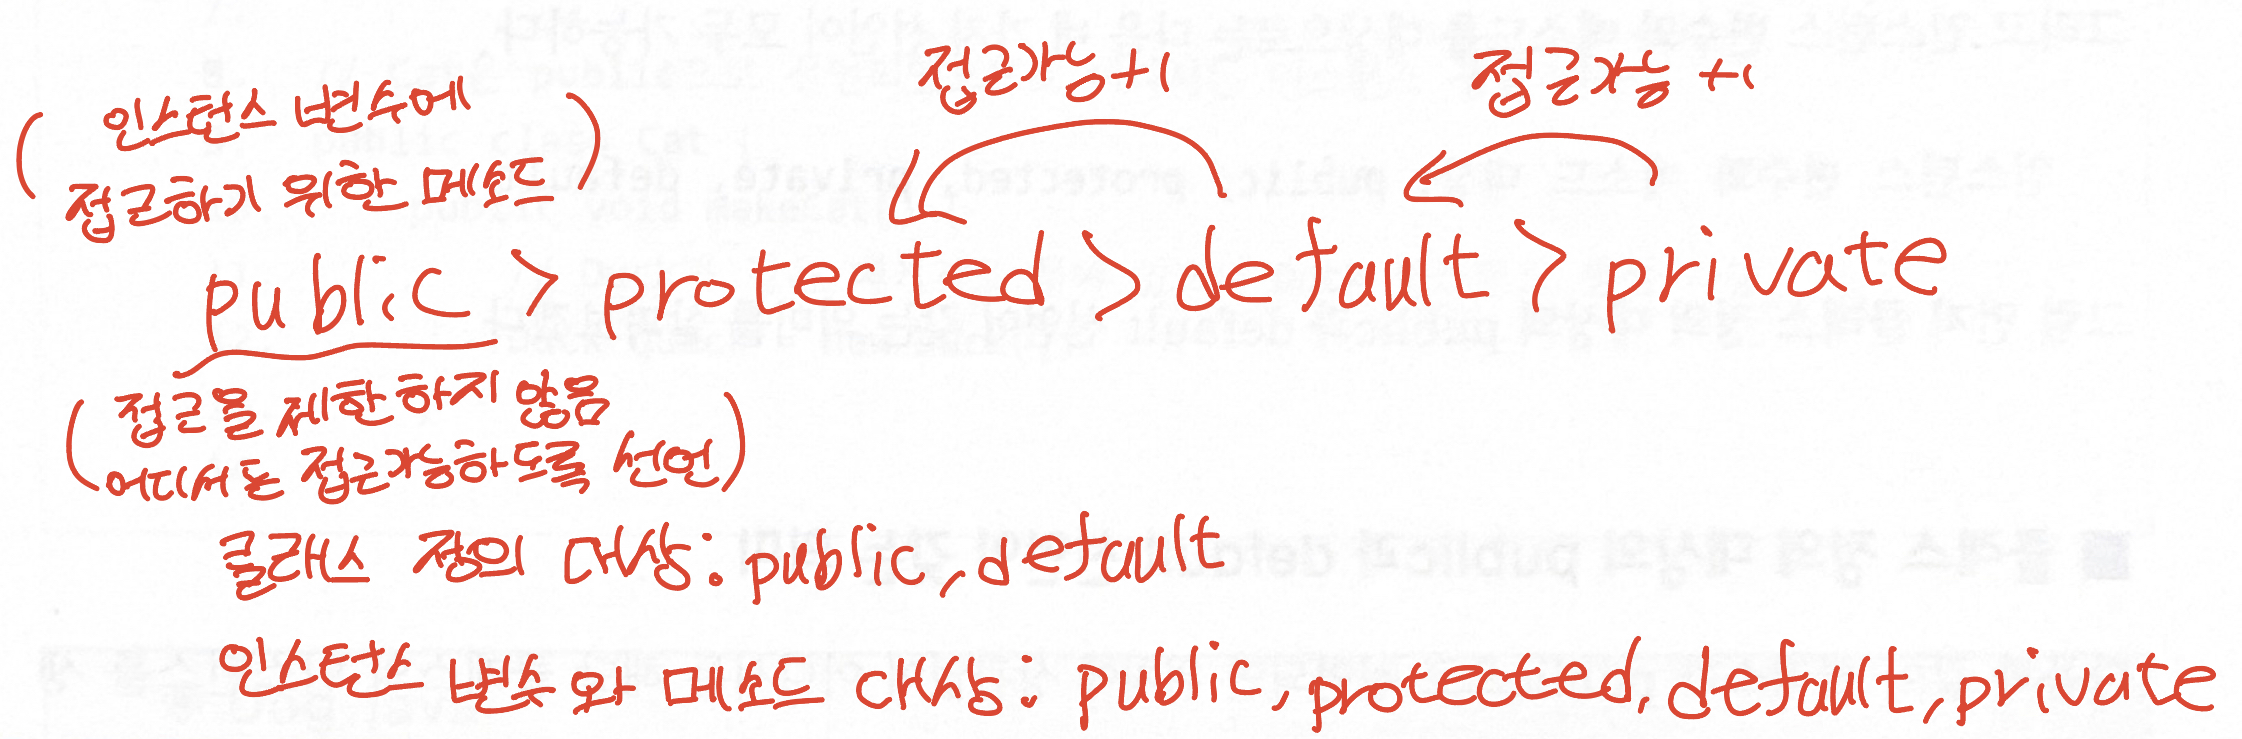 접근가능+1 접근가능 +1
(인스턴스 변수에
접근하기 위한 메소드)
public > protected > default > private
(접근을 제한하지 않음
어디서든 접근가능하도록 선언)
클래스 정의 대상: public, default
인스턴스 변수와 메소드 대상: public, protected, default, private